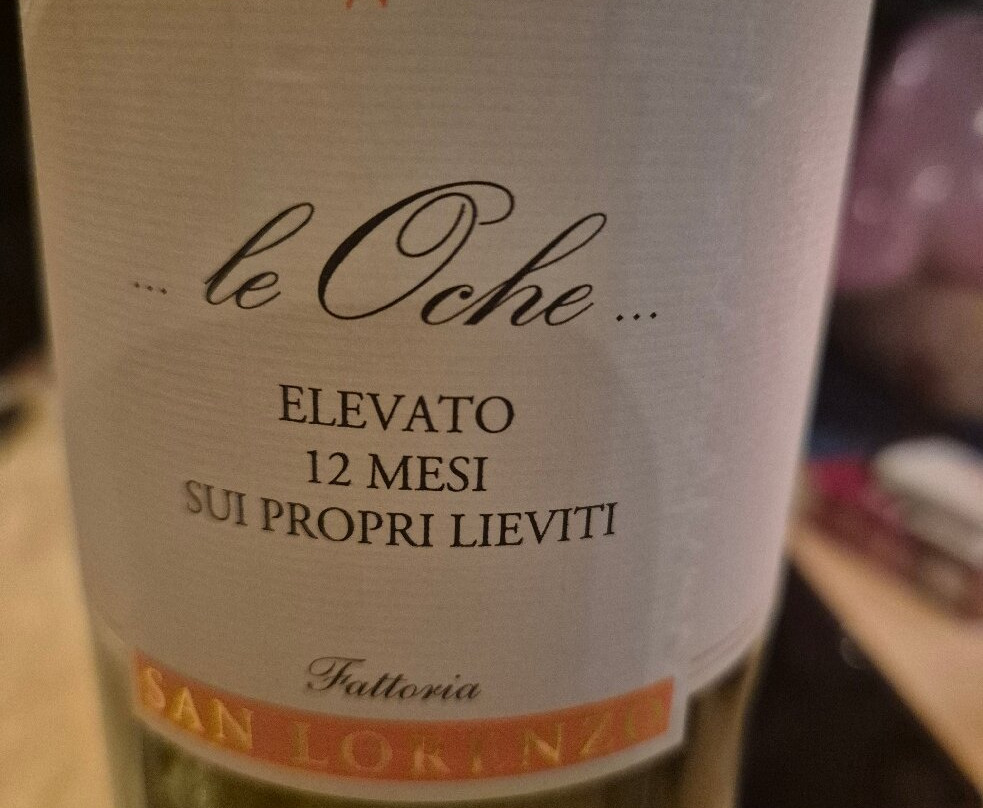 ... le Oche ...
ELEVATO
12 MESI
SUI PROPRI LIEVITI
Fattoria
SAN LORENZO